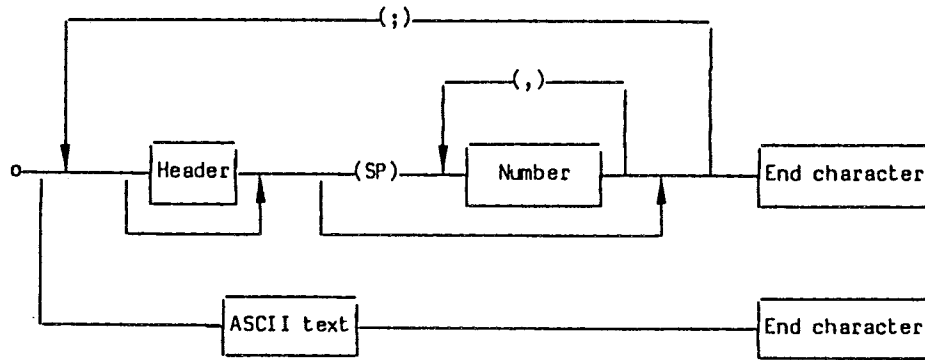 (;)
(,)
o
Header
(SP)
Number
End character
ASCII text
End character